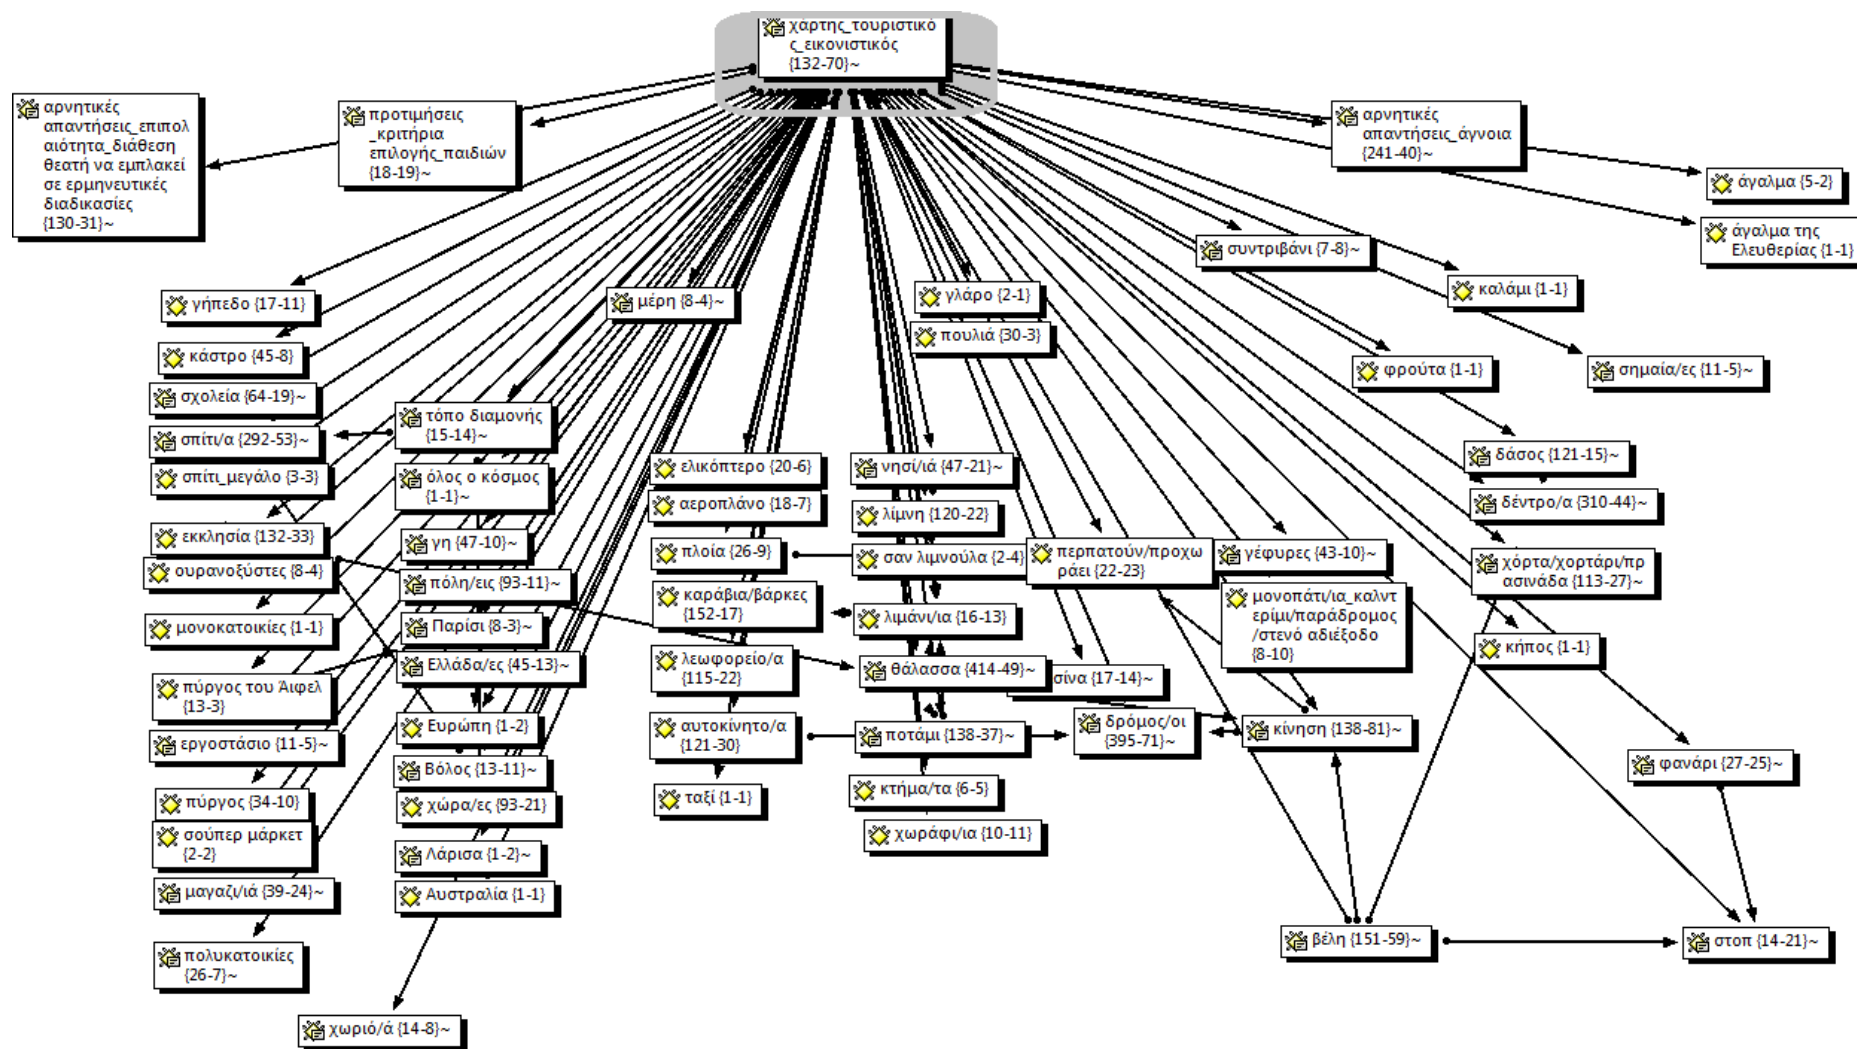 χάρτης_τουριστικό
ς_εικονιστικός
{132-70}~
αρνητικές
απαντήσεις_επιπολ
αιότητα_διάθεση
θεατή να εμπλακεί
σε ερμηνευτικές
διαδικασίες
{130-31}~
προτιμήσεις
_κριτήρια
επιλογής_παιδιών
{18-19}~
αρνητικές
απαντήσεις_άγνοια
{241-40}~
άγαλμα {5-2}
άγαλμα της
Ελευθερίας {1-1}
συντριβάνι {7-8}~
καλάμι {1-1}
γήπεδο {17-11}
μέρη {8-4}~
γλάρο {2-1}
πουλιά {30-3}
κάστρο {45-8}
φρούτα {1-1}
σημαία/ες {11-5}~
σχολεία {64-19}~
σπίτι/α {292-53}~
σπίτι_μεγάλο {3-3}
τόπο διαμονής
{15-14}~
όλος ο κόσμος
{1-1}~
ελικόπτερο {20-6}
αεροπλάνο {18-7}
νησί/ιά {47-21}~
λίμνη {120-22}
δάσος {121-15}~
δέντρο/α {310-44}~
εκκλησία {132-33}
ουρανοξύστες {8-4}
γη {47-10}~
πόλη/εις {93-11}~
πλοία {26-9}
σαν λιμνούλα {2-4}
περπατούν/προχω
ράει {22-23}
γέφυρες {43-10}~
χόρτα/χορτάρι/πρ
ασινάδα {113-27}~
καράβια/βάρκες
{152-17}
λιμάνι/ια {16-13}
μονοπάτι/ια_καλντ
ερίμι/παράδρομος
/στενό αδιέξοδο
{8-10}
μονοκατοικίες {1-1}
Παρίσι {8-3}~
Ελλάδα/ες {45-13}~
λεωφορείο/α
{115-22}
θάλασσα {414-49}~
σίνα {17-14}~
κήπος {1-1}
πύργος του Άιφελ
{13-3}
Ευρώπη {1-2}
αυτοκίνητο/α
{121-30}
ποτάμι {138-37}~
δρόμος/οι
{395-71}~
κίνηση {138-81}~
εργοστάσιο {11-5}~
Βόλος {13-11}~
φανάρι {27-25}~
πύργος {34-10}
χώρα/ες {93-21}
ταξί {1-1}
κτήμα/τα {6-5}
χωράφι/ια {10-11}
σούπερ μάρκετ
{2-2}
Λάρισα {1-2}~
μαγαζι/ιά {39-24}~
Αυστραλία {1-1}
πολυκατοικίες
{26-7}~
βέλη {151-59}~
στοπ {14-21}~
χωριό/ά {14-8}~